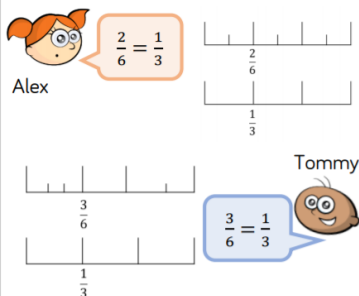 2/6 = 1/3
2/6
Alex
1/3
Tommy
3/6
3/6 = 1/3
1/3